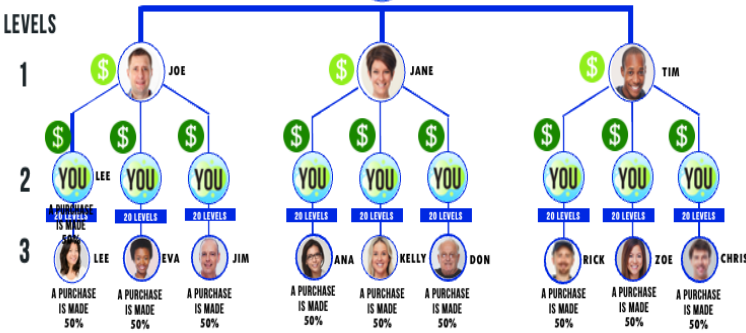 LEVELS
1
$
JOE
$
JANE
$
TIM
$
$
$
$
$
$
$
$
$
2
YOU
LEE
YOU
YOU
YOU
YOU
YOU
YOU
YOU
YOU
A PURCHASE
IS MADE
50%
20 LEVELS
20 LEVELS
20 LEVELS
20 LEVELS
20 LEVELS
20 LEVELS
20 LEVELS
20 LEVELS
20 LEVELS
3
LEE
EVA
JIM
ANA
KELLY
DON
RICK
ZOE
CHRIS
A PURCHASE
IS MADE
50%
A PURCHASE
IS MADE
50%
A PURCHASE
IS MADE
50%
A PURCHASE
IS MADE
50%
A PURCHASE
IS MADE
50%
A PURCHASE
IS MADE
50%
A PURCHASE
IS MADE
50%
A PURCHASE
IS MADE
50%
A PURCHASE
IS MADE
50%